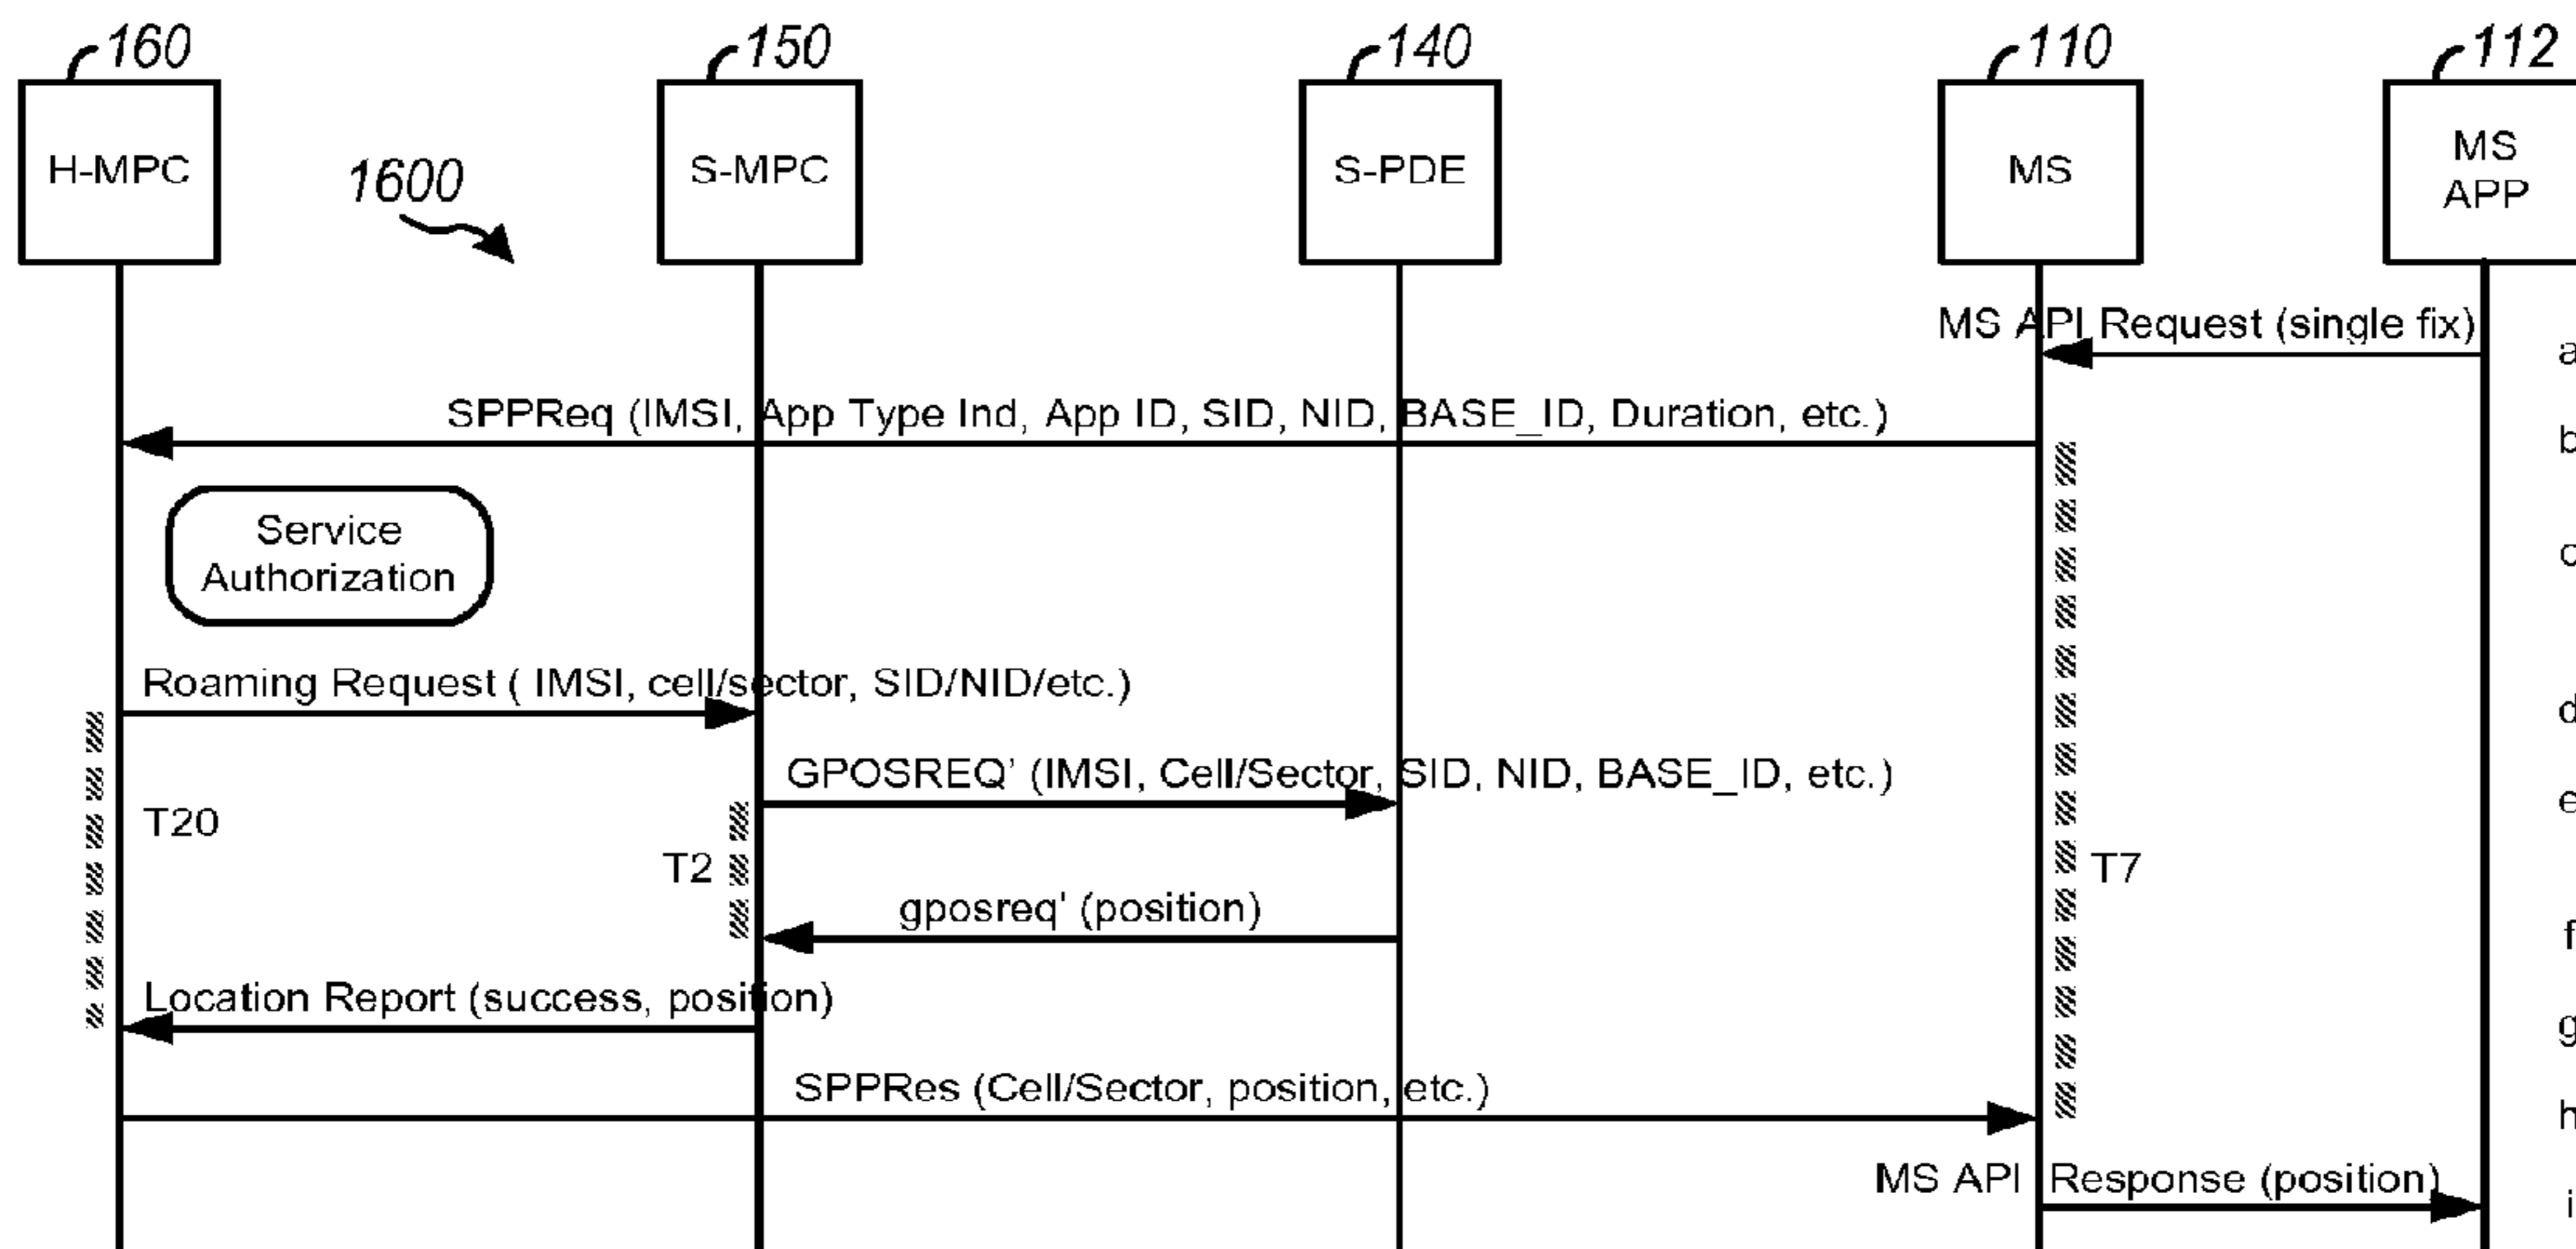 160
150
140
110
112
H-MPC
1600
S-MPC
S-PDE
MS
MS
APP
MS API Request (single fix)
a
SPPReq (IMSI, App Type Ind, App ID, SID, NID, BASE_ID, Duration, etc.)
b
Service
Authorization
c
Roaming Request ( IMSI, cell/sector, SID/NID/etc.)
d
GPOSREQ’ (IMSI, Cell/Sector, SID, NID, BASE_ID, etc.)
e
T20
T2
T7
gposreq' (position)
f
Location Report (success, position)
g
SPPRes (Cell/Sector, position, etc.)
h
MS API Response (position)
i